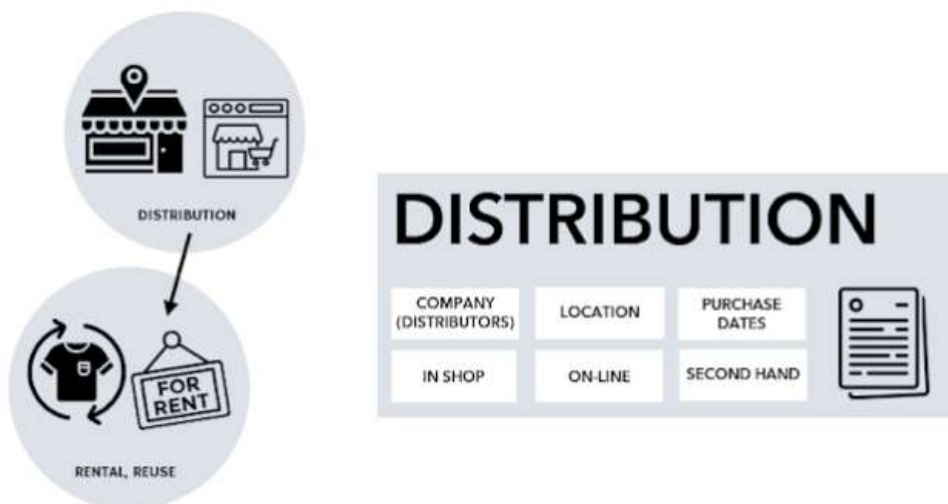 DISTRIBUTION
FOR
RENT
RENTAL, REUSE
DISTRIBUTION
COMPANY
(DISTRIBUTORS)
LOCATION
PURCHASE
DATES
IN SHOP
ON-LINE
SECOND HAND